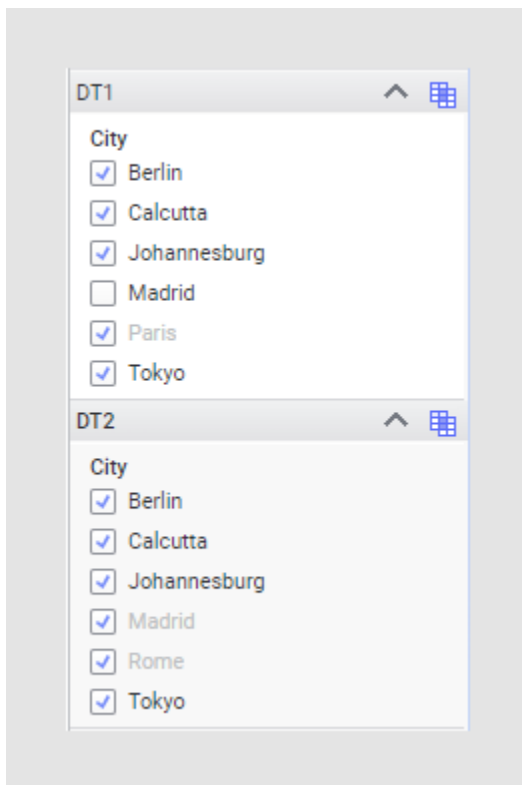 DT1
City
Berlin
Calcutta
Johannesburg
Madrid
Paris
Tokyo
DT2
City
Berlin
Calcutta
Johannesburg
Madrid
Rome
Tokyo